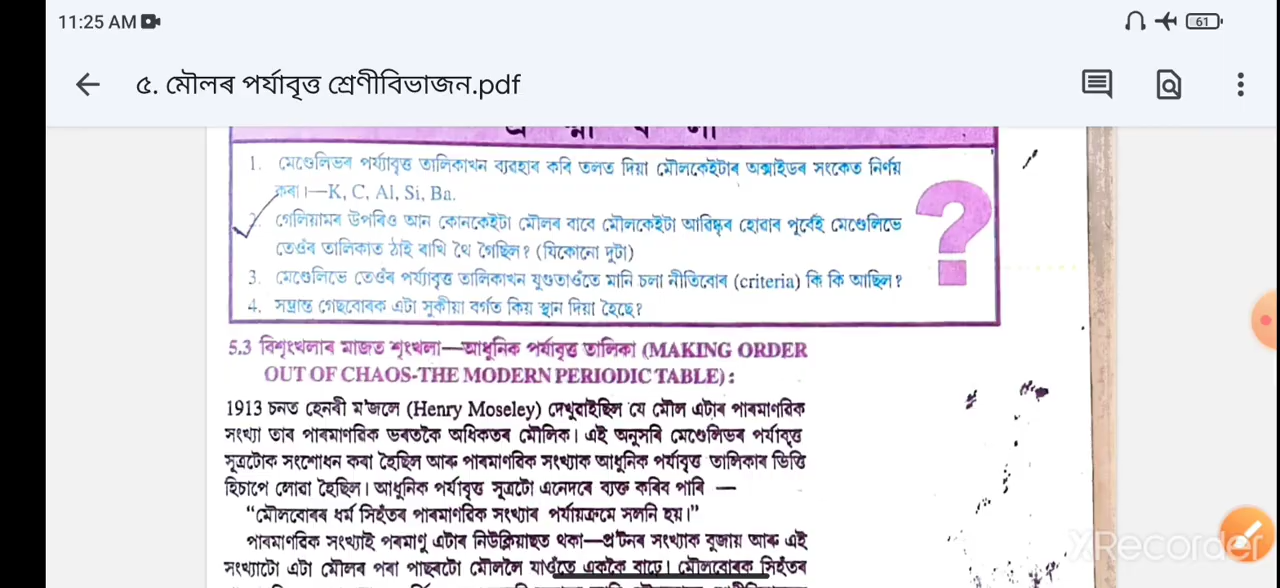 11:25 AM
61
৫. মৌলৰ পৰ্যাবৃত্ত শ্ৰেণীবিভাজন.pdf
1. মেণ্ডেলিভৰ পৰ্য্যাবৃত্ত তালিকাখন ব্যৱহাৰ কৰি তলত দিয়া মৌলকেইটাৰ অক্সাইডৰ সংকেত নিৰ্ণয়
কৰা।—K, C, Al, Si, Ba.
গেলিয়ামৰ উপৰিও আন কোনকেইটা মৌলৰ বাবে মৌলকেইটা আৱিষ্কৃৰ হোৱাৰ পূৰ্বেই মেণ্ডেলিভে
তেওঁৰ তালিকাত ঠাই ৰাখি থৈ গৈছিল? (যিকোনো দুটা)
3. মেণ্ডেলিভে তেওঁৰ পৰ্য্যাবৃত্ত তালিকাখন যুগুতাওঁতে মানি চলা নীতিবোৰ (criteria) কি কি আছিল?
4. সম্ভ্ৰান্ত গেছবোৰক এটা সুকীয়া বৰ্গত কিয় স্থান দিয়া হৈছে?
?
5.3 বিশৃংখলাৰ মাজত শৃংখলা—আধুনিক পৰ্যাবৃত্ত তালিকা (MAKING ORDER
OUT OF CHAOS-THE MODERN PERIODIC TABLE) :
1913 চনত হেনৰী ম'জলে (Henry Moseley) দেখুৱাইছিল যে মৌল এটাৰ পাৰমাণৱিক
সংখ্যা তাৰ পাৰমাণৱিক ভৰতকৈ অধিকতৰ মৌলিক। এই অনুসৰি মেণ্ডেলিভৰ পৰ্যাবৃত্ত
সূত্ৰটোক সংশোধন কৰা হৈছিল আৰু পাৰমাণৱিক সংখ্যাক আধুনিক পৰ্যাবৃত্ত তালিকাৰ ভিত্তি
হিচাপে লোৱা হৈছিল। আধুনিক পৰ্যাবৃত্ত সূত্ৰটো এনেদৰে ব্যক্ত কৰিব পাৰি —
“মৌলবোৰৰ ধৰ্ম সিহঁতৰ পাৰমাণৱিক সংখ্যাৰ পৰ্যায়ক্ৰমে সলনি হয়।”
পাৰমাণৱিক সংখ্যাই পৰমাণু এটাৰ নিউক্লিয়াছত থকা—প্ৰ'টনৰ সংখ্যাক বুজায় আৰু এই
সংখ্যাটো এটা মৌলৰ পৰা পাছৰটো মৌললৈ যাওঁতে একক‍ৈ বাঢ়ে। মৌলবোৰক সিহঁতৰ
XRecorder